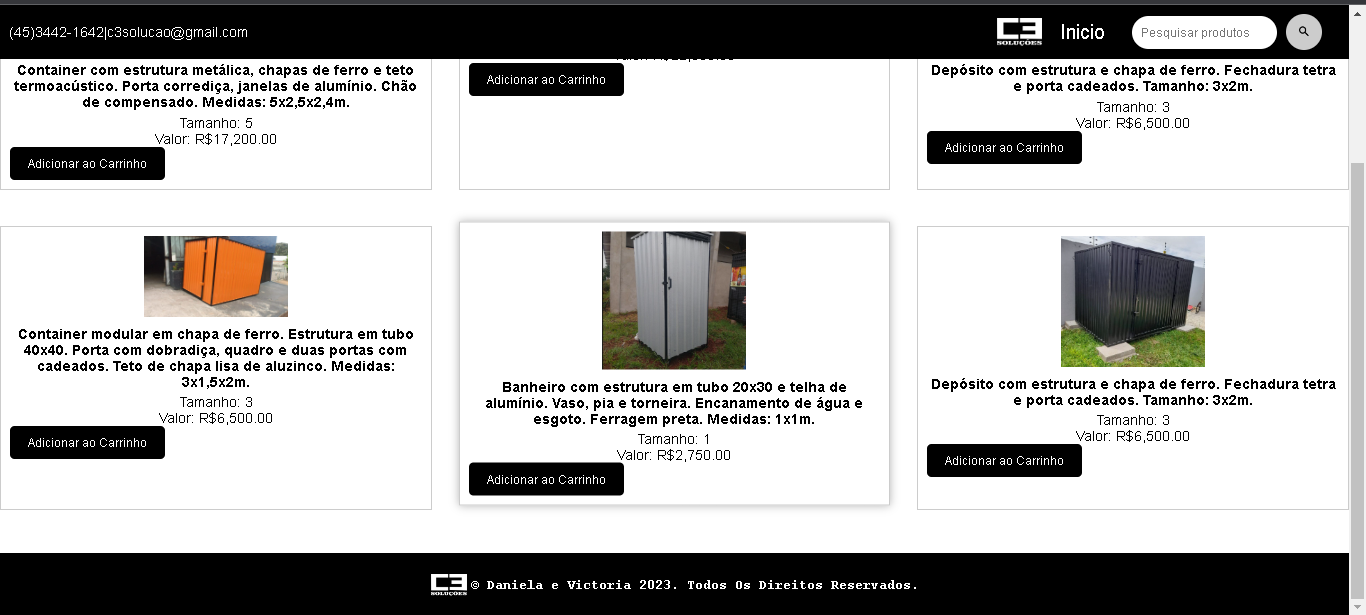 (45)3442-1642|c3solucao@gmail.com
C3
SOLUÇÕES
Inicio
Pesquisar produtos
Container com estrutura metálica, chapas de ferro e teto
termoacústico. Porta corrediça, janelas de alumínio. Chão
de compensado. Medidas: 5x2,5x2,4m.
Tamanho: 5
Valor: R$17,200.00
Adicionar ao Carrinho
Adicionar ao Carrinho
Depósito com estrutura e chapa de ferro. Fechadura tetra
e porta cadeados. Tamanho: 3x2m.
Tamanho: 3
Valor: R$6,500.00
Adicionar ao Carrinho
Container modular em chapa de ferro. Estrutura em tubo
40x40. Porta com dobradiça, quadro e duas portas com
cadeados. Teto de chapa lisa de aluzinco. Medidas:
3x1,5x2m.
Tamanho: 3
Valor: R$6,500.00
Adicionar ao Carrinho
Banheiro com estrutura em tubo 20x30 e telha de
alumínio. Vaso, pia e torneira. Encanamento de água e
esgoto. Ferragem preta. Medidas: 1x1m.
Tamanho: 1
Valor: R$2,750.00
Adicionar ao Carrinho
Depósito com estrutura e chapa de ferro. Fechadura tetra
e porta cadeados. Tamanho: 3x2m.
Tamanho: 3
Valor: R$6,500.00
Adicionar ao Carrinho
C3
SOLUÇÕES
© Daniela e Victoria 2023. Todos Os Direitos Reservados.